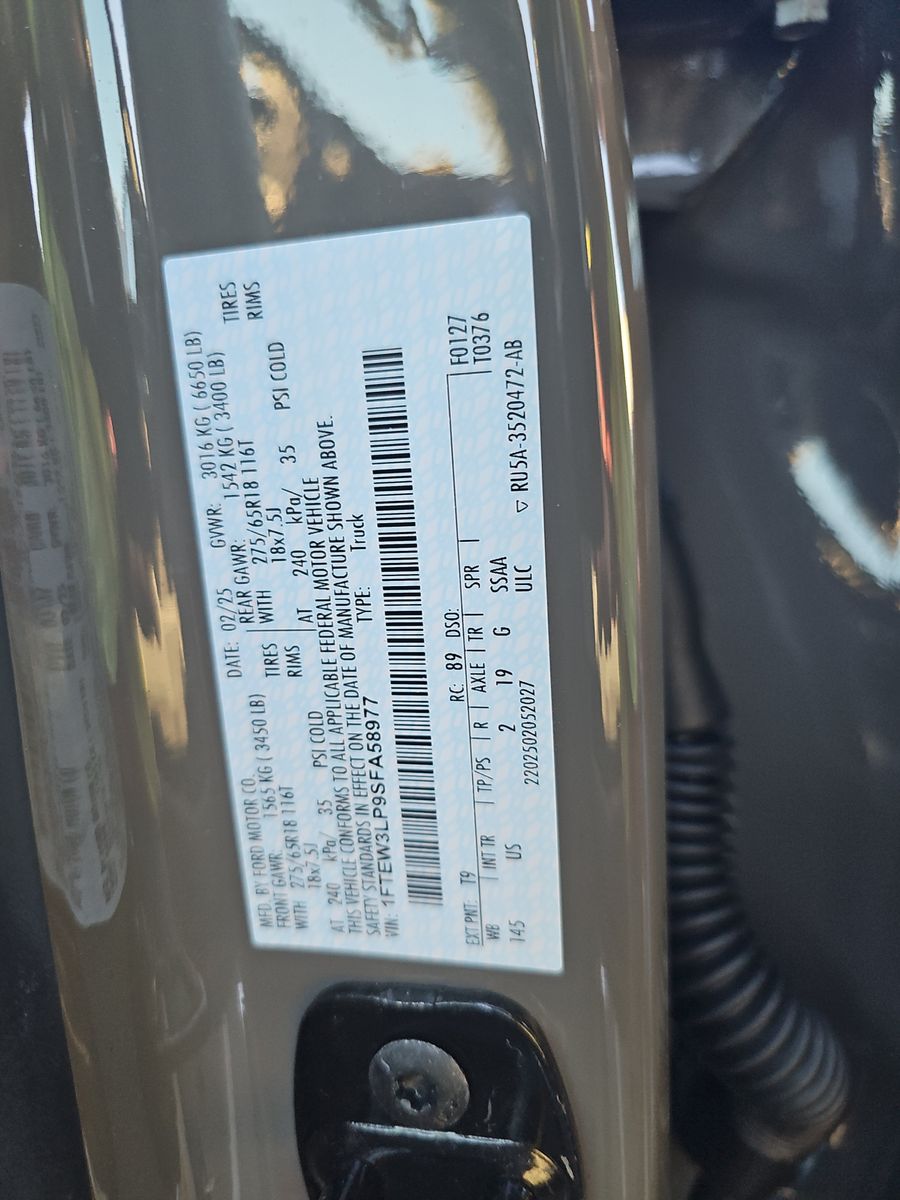 MFD. BY FORD MOTOR CO. DATE: 02/25 GVWR: 3016 KG ( 6650 LB)
FRONT GAWR: 1565 KG ( 3450 LB) REAR GAWR: 1542 KG ( 3400 LB)
WITH 275/65R18 116T TIRES WITH 275/65R18 116T TIRES
18x7.5J RIMS 18x7.5J RIMS
AT 240 kPa/ 35 PSI COLD AT 240 kPa/ 35 PSI COLD
THIS VEHICLE CONFORMS TO ALL APPLICABLE FEDERAL MOTOR VEHICLE
SAFETY STANDARDS IN EFFECT ON THE DATE OF MANUFACTURE SHOWN ABOVE.
VIN: 1FTEW3LP9SFA58977 TYPE: Truck
F0127
EXT PNT: T9 RC: 89 DSO: T0376
WB INT TR TP/PS R AXLE TR SPR
145 US 2 19 G SSAA
2202502052027 ULC ▽ RU5A-3520472-AB